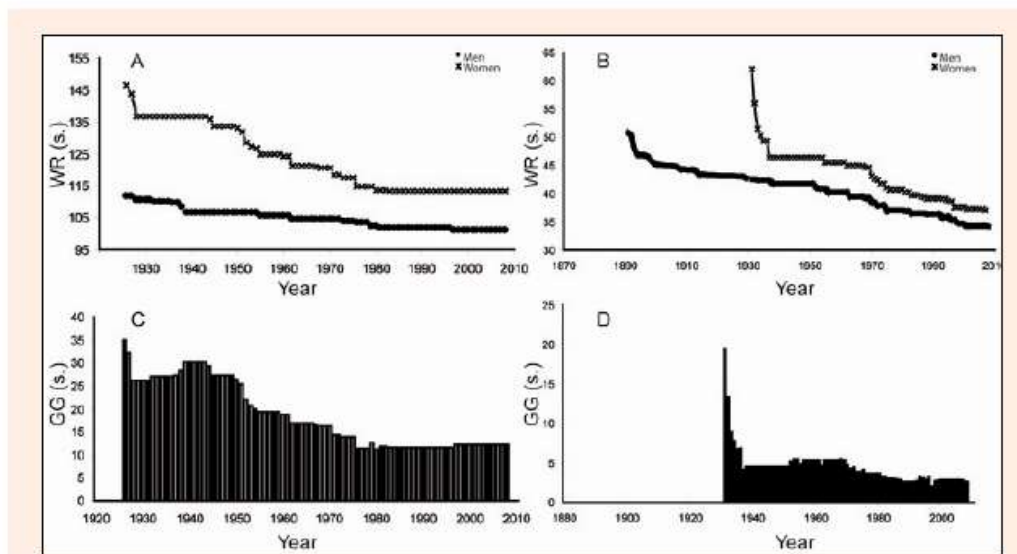 A
Men
Women
WR (s.)
155
145
135
125
115
105
95
1930 1940 1950 1960 1970 1980 1990 2000 2010
Year
B
Men
Women
WR (s.)
65
60
55
50
45
40
35
30
1870 1890 1910 1930 1950 1970 1990 201
Year
C
GG (s.)
40
35
30
25
20
15
10
5
0
1920 1930 1940 1950 1960 1970 1980 1990 2000 2010
Year
D
GG (s.)
25
20
15
10
5
0
1880 1900 1920 1940 1960 1980 2000
Year